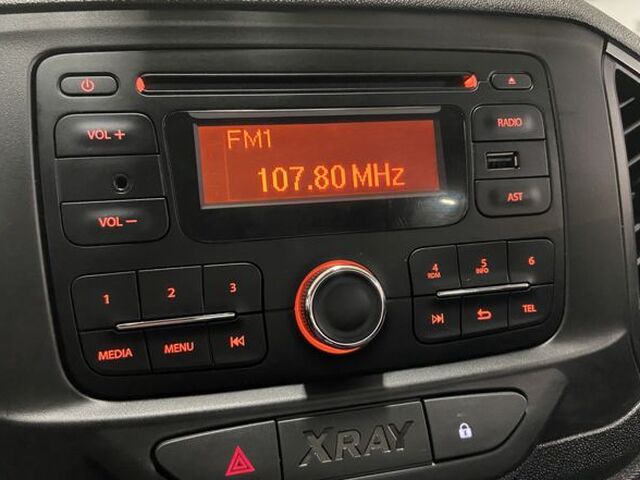 FM1
107.80 MHz
VOL +
VOL −
RADIO
AST
1
2
3
MEDIA
MENU
4
RDM
5
INFO
6
TEL
XRAY